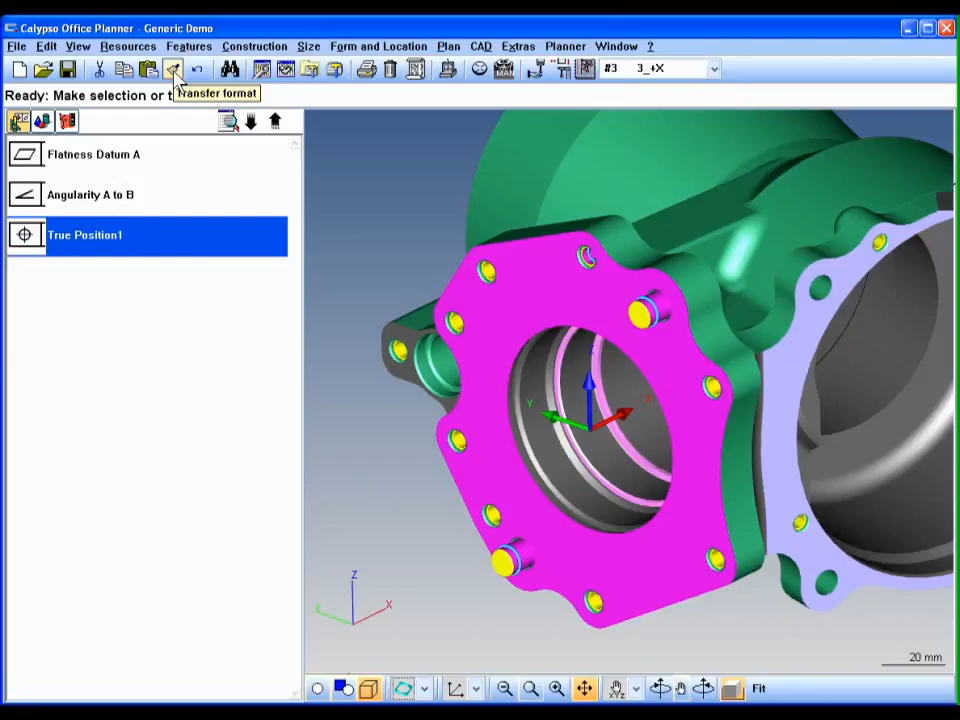 Calypso Office Planner - Generic Demo
File Edit View Resources Features Construction Size Form and Location Plan CAD Extras Planner Window ?
#3 3_+X
Ready: Make selection or t
Transfer format
Flatness Datum A
Angularity A to B
True Position1
Z
Y
X
Z
X
20 mm
XYZ
Fit